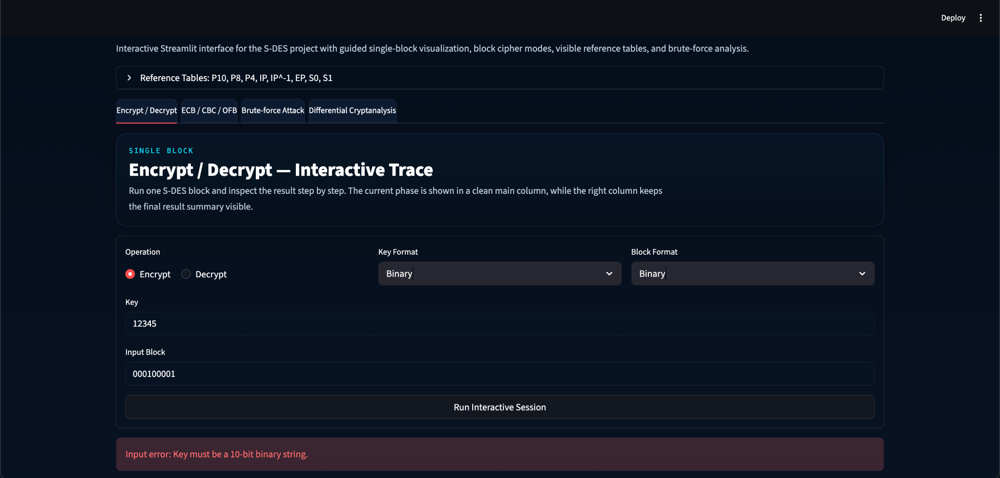 Deploy
Interactive Streamlit interface for the S-DES project with guided single-block visualization, block cipher modes, visible reference tables, and brute-force analysis.
Reference Tables: P10, P8, P4, IP, IP^-1, EP, S0, S1
Encrypt / Decrypt ECB / CBC / OFB Brute-force Attack Differential Cryptanalysis
SINGLE BLOCK
Encrypt / Decrypt — Interactive Trace
Run one S-DES block and inspect the result step by step. The current phase is shown in a clean main column, while the right column keeps
the final result summary visible.
Operation Key Format Block Format
Encrypt Decrypt Binary Binary
Key
12345
Input Block
000100001
Run Interactive Session
Input error: Key must be a 10-bit binary string.